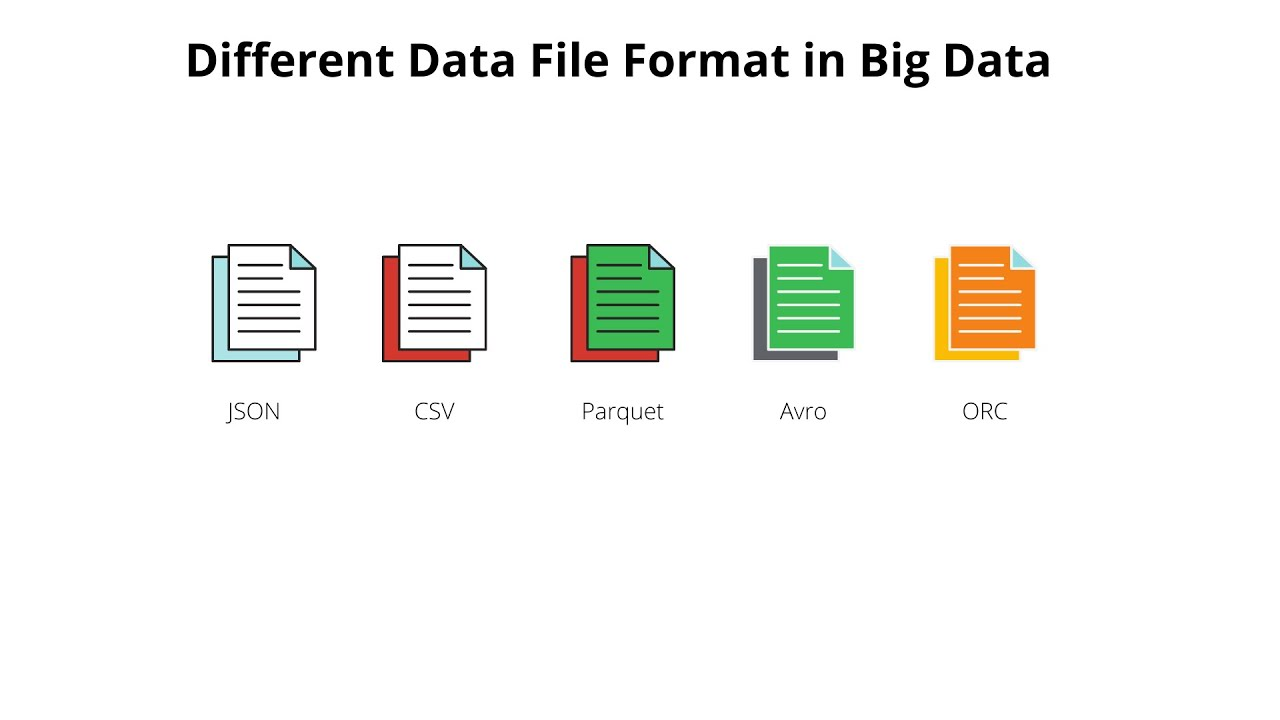 Different Data File Format in Big Data
JSON
CSV
Parquet
Avro
ORC